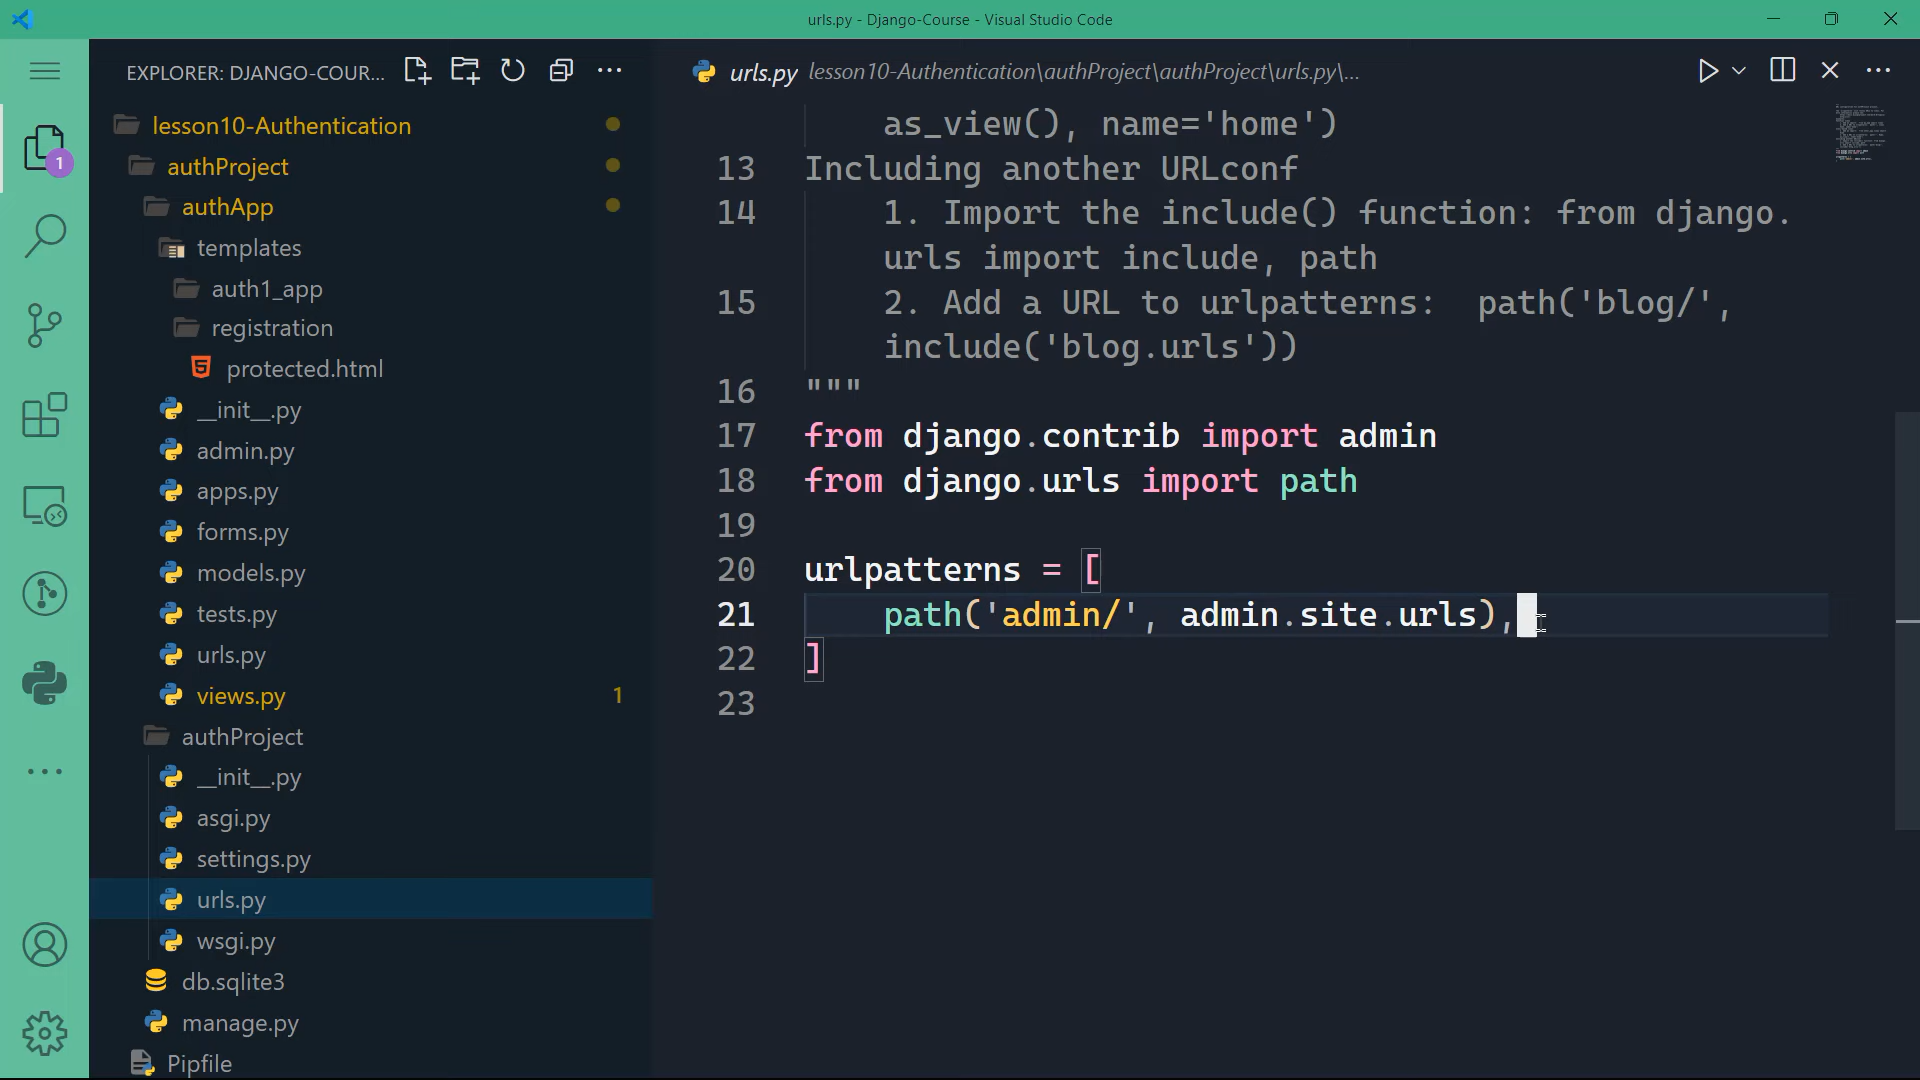 urls.py - Django-Course - Visual Studio Code
EXPLORER: DJANGO-COUR...
1
lesson10-Authentication
authProject
authApp
templates
auth1_app
registration
protected.html
__init__.py
admin.py
apps.py
forms.py
models.py
tests.py
urls.py
views.py 1
authProject
__init__.py
asgi.py
settings.py
urls.py
wsgi.py
db.sqlite3
manage.py
Pipfile
urls.py lesson10-Authentication\authProject\authProject\urls.py\...
as_view(), name='home')
13 Including another URLconf
14 1. Import the include() function: from django.
urls import include, path
15 2. Add a URL to urlpatterns:  path('blog/',
include('blog.urls'))
16 """
17 from django.contrib import admin
18 from django.urls import path
19
20 urlpatterns = [
21 path('admin/', admin.site.urls),
22 ]
23